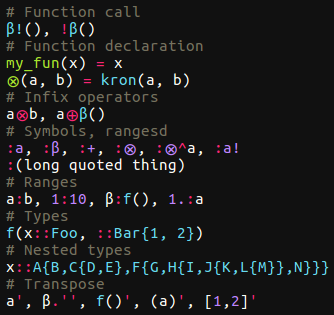 # Function call
β!(), !β()
# Function declaration
my_fun(x) = x
⊗(a, b) = kron(a, b)
# Infix operators
a⊗b, a⊕β()
# Symbols, rangesd
:a, :β, :+, :⊗, :⊗^a, :a!
:(long quoted thing)
# Ranges
a:b, 1:10, β:f(), 1.:a
# Types
f(x::Foo, ::Bar{1, 2})
# Nested types
x::A{B,C{D,E},F{G,H{I,J{K,L{M}},N}}}
# Transpose
a', β.'', f()', (a)', [1,2]'